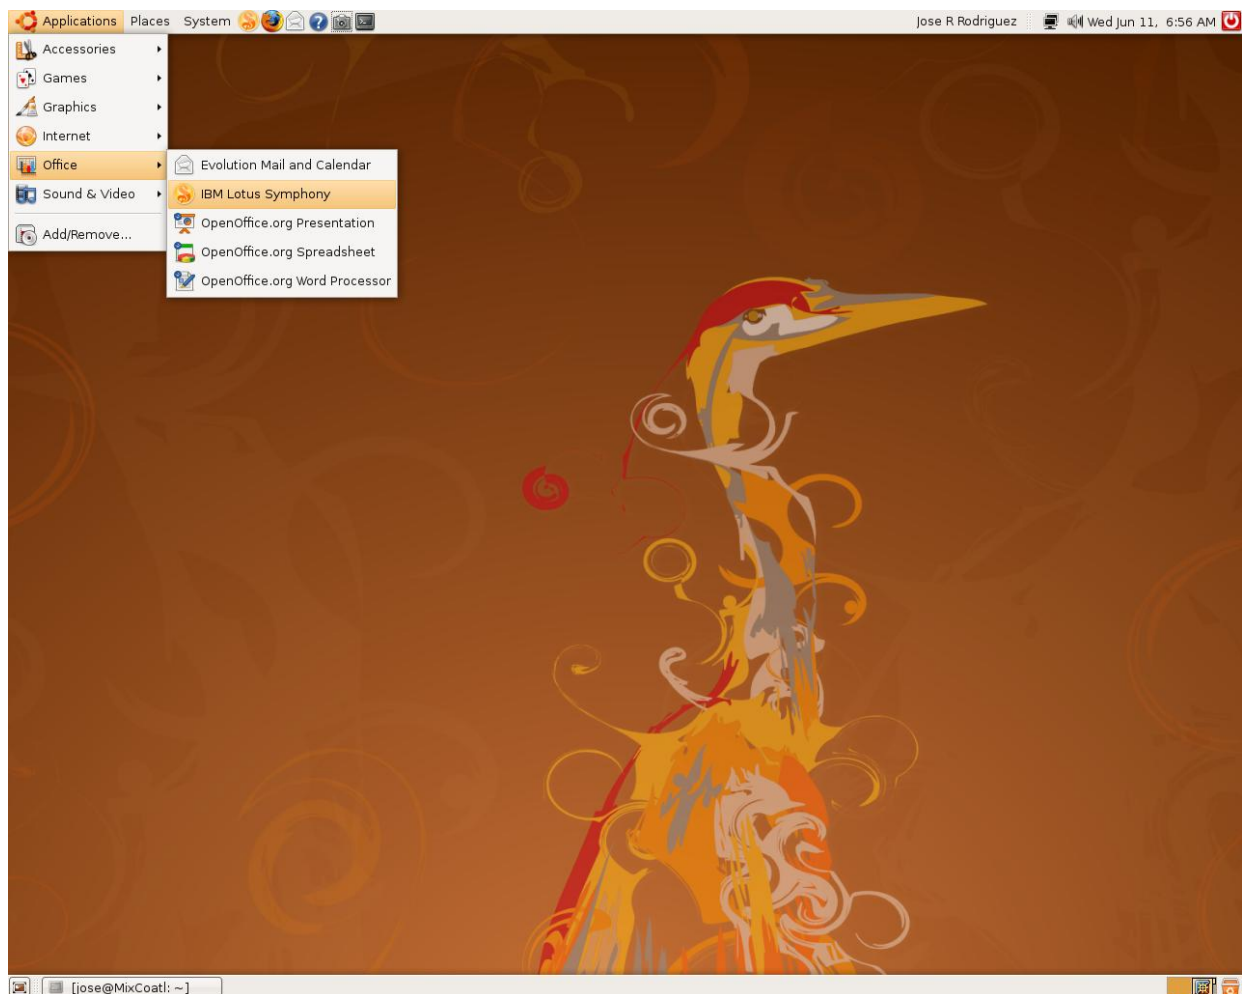 Applications Places System Jose R Rodriguez Wed Jun 11, 6:56 AM
Accessories
Games
Graphics
Internet
Office
Sound & Video
Add/Remove...
Evolution Mail and Calendar
IBM Lotus Symphony
OpenOffice.org Presentation
OpenOffice.org Spreadsheet
OpenOffice.org Word Processor
[jose@MixCoatl: ~]